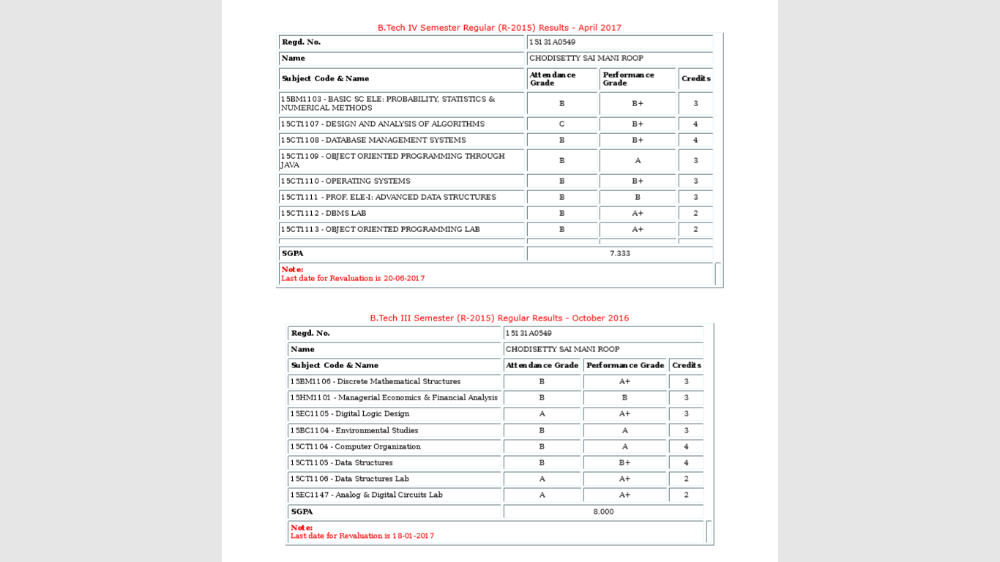 B.Tech IV Semester Regular (R-2015) Results - April 2017
Regd. No. 15131A0549
Name CHODISETTY SAI MANI ROOP
Subject Code & Name Attendance Grade Performance Grade Credits
15BM1103 - BASIC SC ELE: PROBABILITY, STATISTICS &
NUMERICAL METHODS B B+ 3
15CT1107 - DESIGN AND ANALYSIS OF ALGORITHMS C B+ 4
15CT1108 - DATABASE MANAGEMENT SYSTEMS B B+ 4
15CT1109 - OBJECT ORIENTED PROGRAMMING THROUGH
JAVA B A 3
15CT1110 - OPERATING SYSTEMS B B+ 3
15CT1111 - PROF. ELE-I: ADVANCED DATA STRUCTURES B B 3
15CT1112 - DBMS LAB B A+ 2
15CT1113 - OBJECT ORIENTED PROGRAMMING LAB B A+ 2
SGPA 7.333
Note:
Last date for Revaluation is 20-06-2017
B.Tech III Semester (R-2015) Regular Results - October 2016
Regd. No. 15131A0549
Name CHODISETTY SAI MANI ROOP
Subject Code & Name Attendance Grade Performance Grade Credits
15BM1106 - Discrete Mathematical Structures B A+ 3
15HM1101 - Managerial Economics & Financial Analysis B B 3
15EC1105 - Digital Logic Design A A+ 3
15BC1104 - Environmental Studies B A 3
15CT1104 - Computer Organization B A 4
15CT1105 - Data Structures B B+ 4
15CT1106 - Data Structures Lab A A+ 2
15EC1147 - Analog & Digital Circuits Lab A A+ 2
SGPA 8.000
Note:
Last date for Revaluation is 18-01-2017